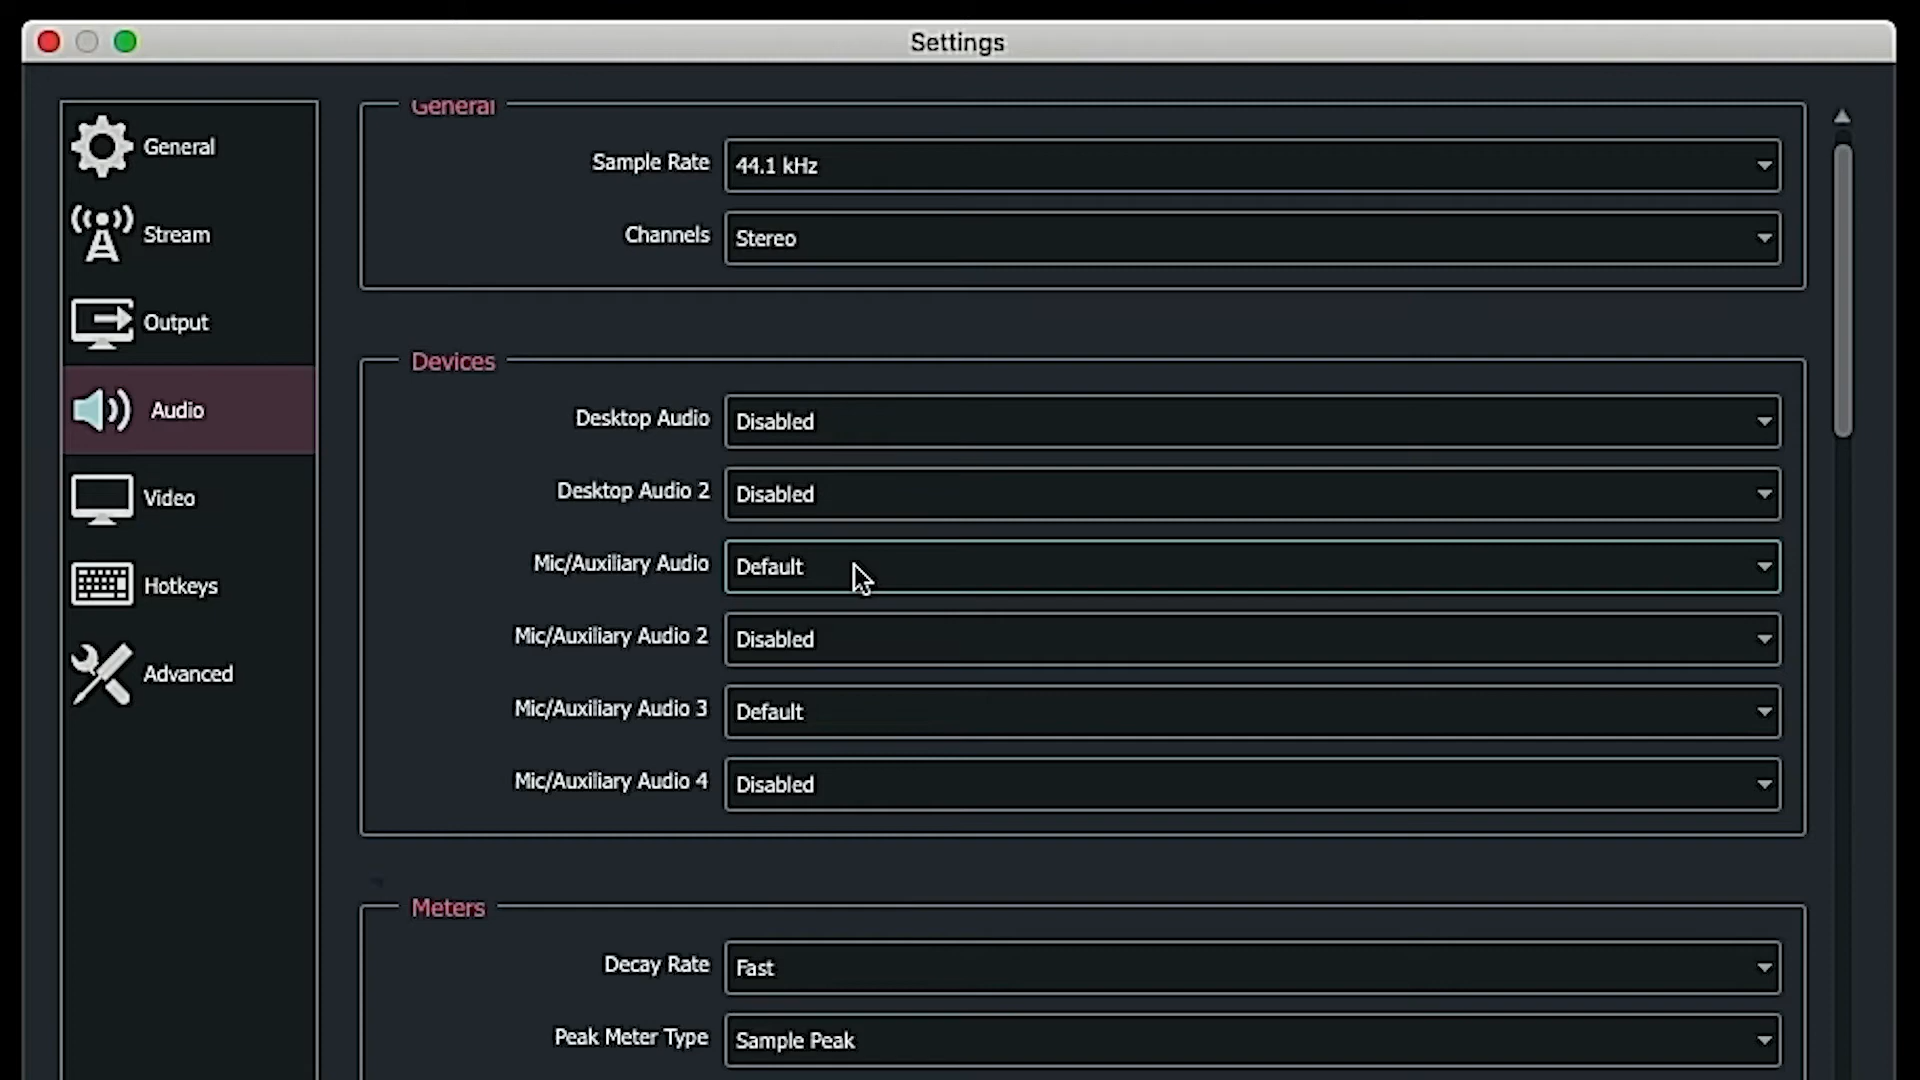 Settings
General
Stream
Output
Audio
Video
Hotkeys
Advanced
General
Sample Rate 44.1 kHz
Channels Stereo
Devices
Desktop Audio Disabled
Desktop Audio 2 Disabled
Mic/Auxiliary Audio Default
Mic/Auxiliary Audio 2 Disabled
Mic/Auxiliary Audio 3 Default
Mic/Auxiliary Audio 4 Disabled
Meters
Decay Rate Fast
Peak Meter Type Sample Peak